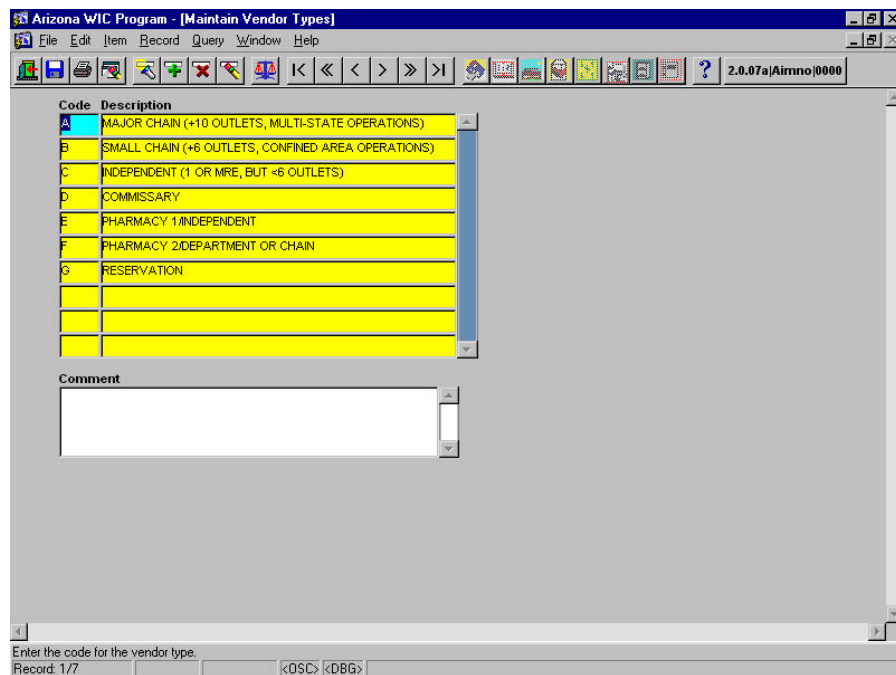 Arizona WIC Program - [Maintain Vendor Types]
File Edit Item Record Query Window Help
2.0.07a|Aimno|0000
Code Description
A MAJOR CHAIN (+10 OUTLETS, MULTI-STATE OPERATIONS)
B SMALL CHAIN (+6 OUTLETS, CONFINED AREA OPERATIONS)
C INDEPENDENT (1 OR MRE, BUT <6 OUTLETS)
D COMMISSARY
E PHARMACY 1/INDEPENDENT
F PHARMACY 2/DEPARTMENT OR CHAIN
G RESERVATION
Comment
Enter the code for the vendor type.
Record: 1/7 <OSC> <DBG>